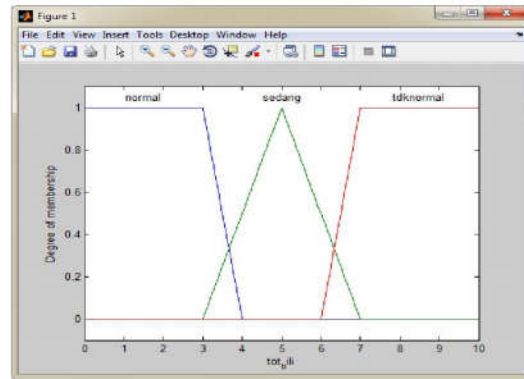 Figure 1
File Edit View Insert Tools Desktop Window Help
normal sedang tdknormal
1
0.8
0.6
0.4
0.2
0
Degree of membership
0 1 2 3 4 5 6 7 8 9 10
tot_bili